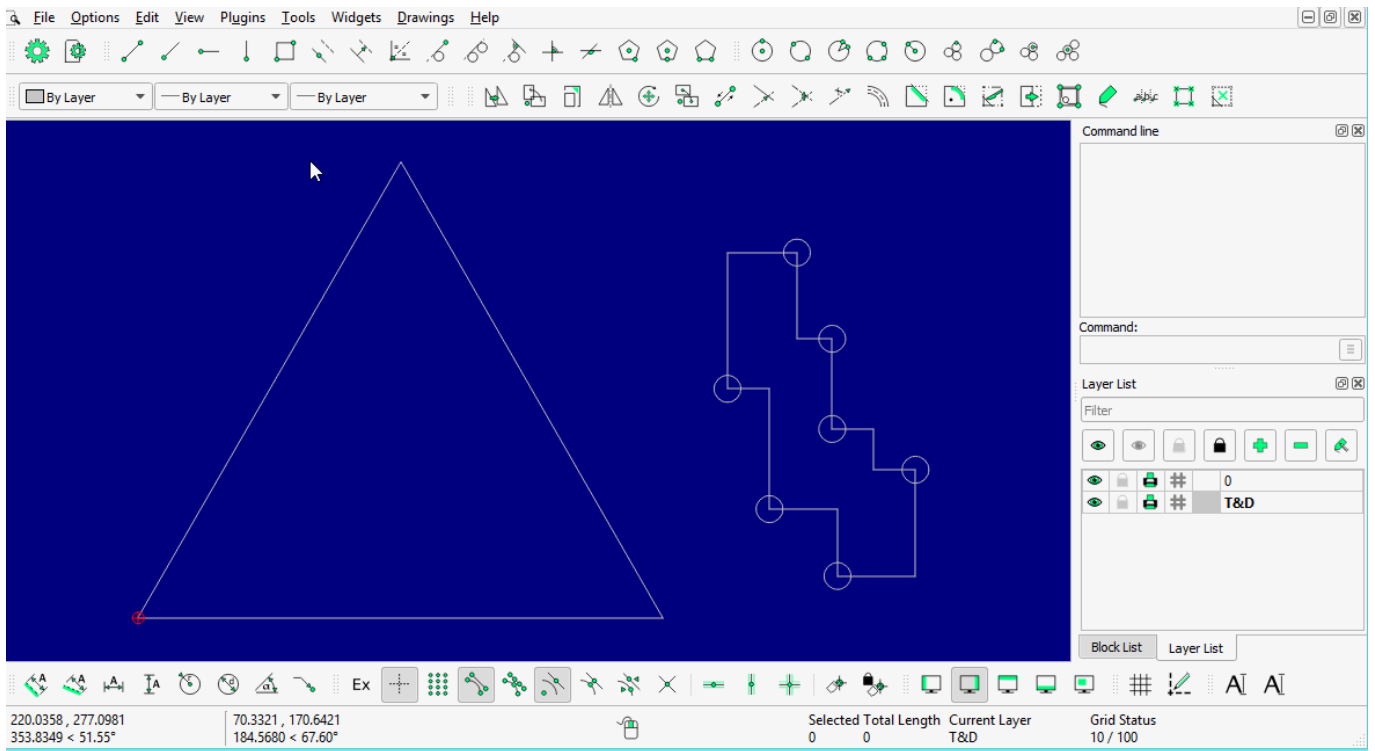 File Options Edit View Plugins Tools Widgets Drawings Help
By Layer By Layer By Layer
Command line
Command:
Layer List
Filter
0
T&D
Block List Layer List
Ex
220.0358 , 277.0981 70.3321 , 170.6421 Selected Total Length Current Layer Grid Status
353.8349 < 51.55° 184.5680 < 67.60° 0 0 T&D 10 / 100